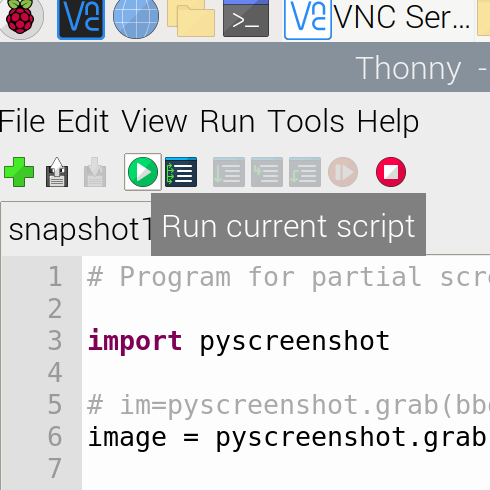 VNC Ser...
Thonny -
File Edit View Run Tools Help
snapshot1
Run current script
1 # Program for partial scr
2
3 import pyscreenshot
4
5 # im=pyscreenshot.grab(bb
6 image = pyscreenshot.grab
7